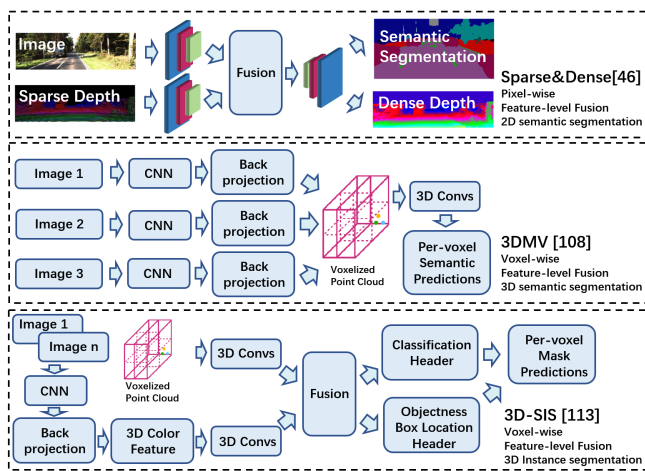 Image
Sparse Depth
Fusion
Semantic
Segmentation
Dense Depth
Sparse&Dense[46]
Pixel-wise
Feature-level Fusion
2D semantic segmentation
Image 1
CNN
Back
projection
Image 2
CNN
Back
projection
Image 3
CNN
Back
projection
Voxelized
Point Cloud
3D Convs
Per-voxel
Semantic
Predictions
3DMV [108]
Voxel-wise
Feature-level Fusion
3D semantic segmentation
Image 1
Image n
CNN
Back
projection
3D Color
Feature
3D Convs
Voxelized
Point Cloud
3D Convs
Fusion
Classification
Header
Objectness
Box Location
Header
Per-voxel
Mask
Predictions
3D-SIS [113]
Voxel-wise
Feature-level Fusion
3D Instance segmentation